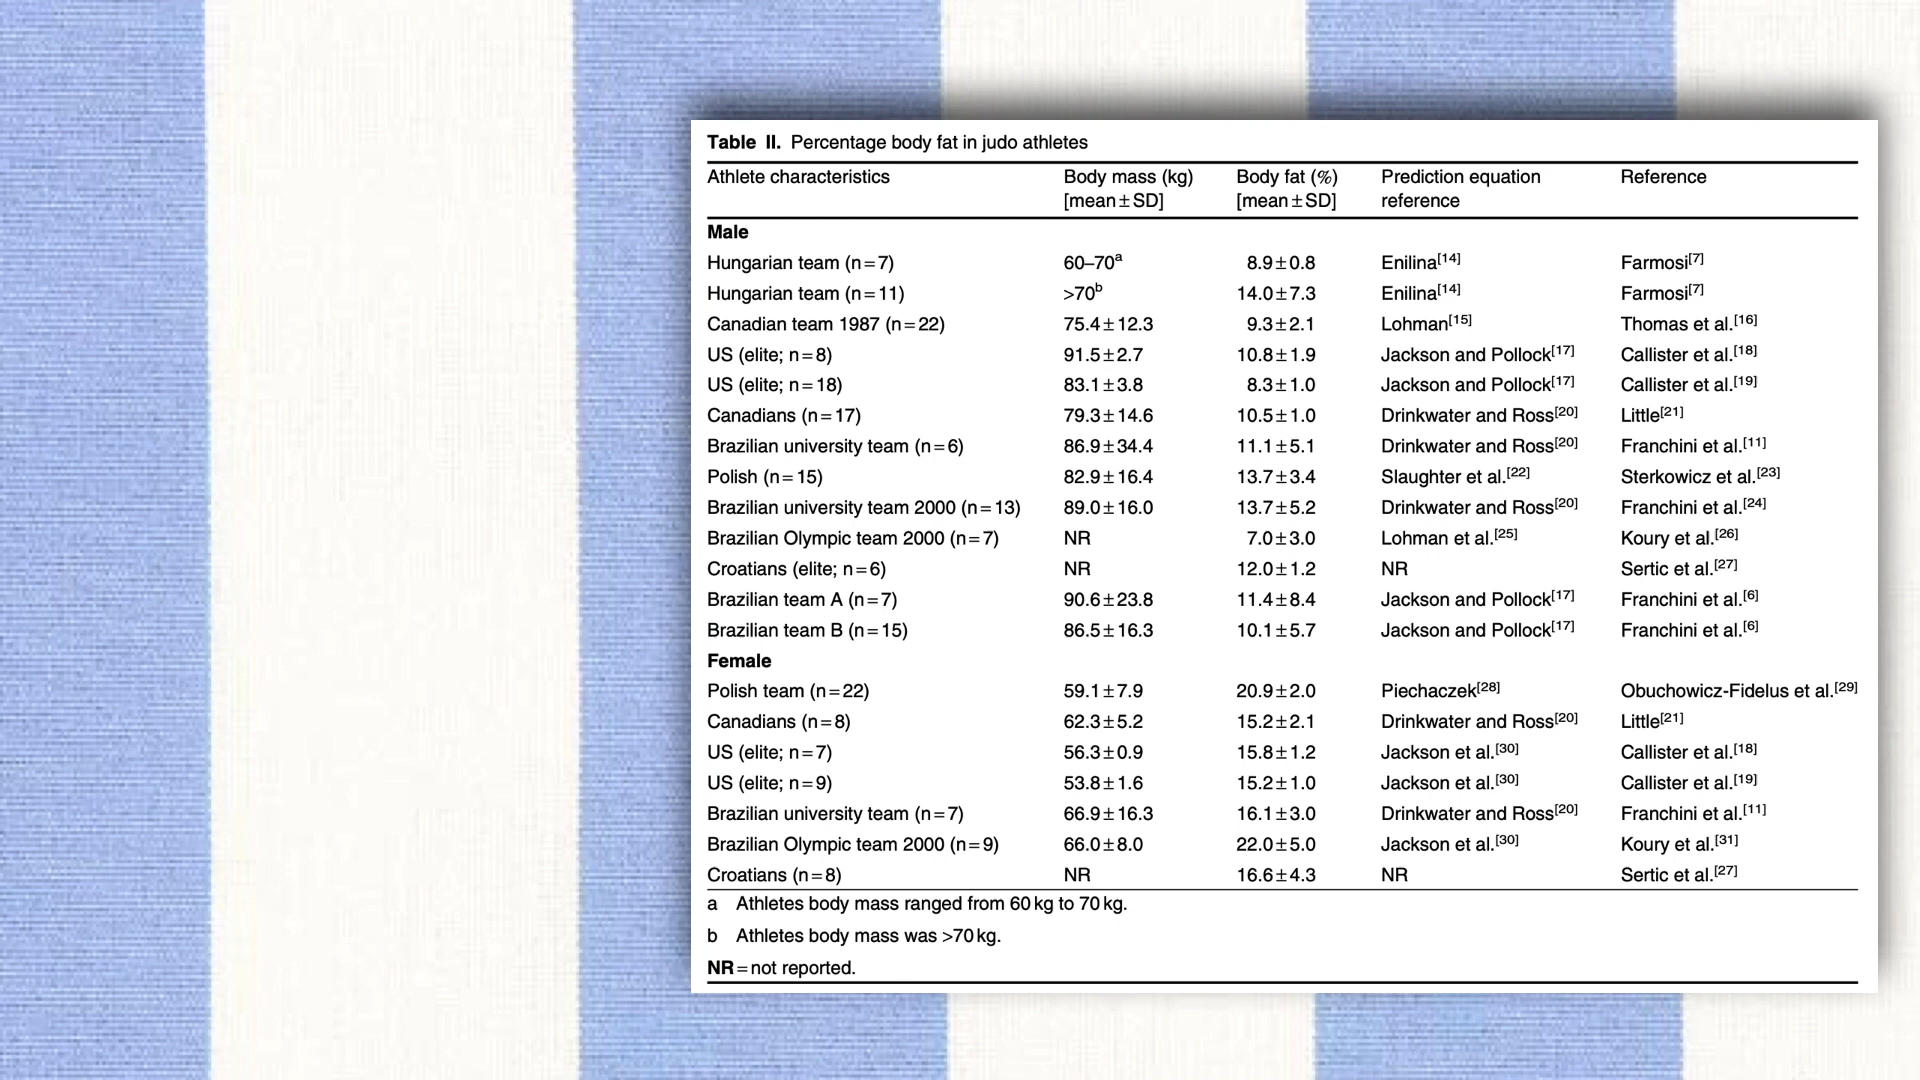 Table II. Percentage body fat in judo athletes
Athlete characteristics Body mass (kg) [mean ± SD] Body fat (%) [mean ± SD] Prediction equation reference Reference
Male
Hungarian team (n = 7) 60–70a 8.9 ± 0.8 Enilina[14] Farmosi[7]
Hungarian team (n = 11) >70b 14.0 ± 7.3 Enilina[14] Farmosi[7]
Canadian team 1987 (n = 22) 75.4 ± 12.3 9.3 ± 2.1 Lohman[15] Thomas et al.[16]
US (elite; n = 8) 91.5 ± 2.7 10.8 ± 1.9 Jackson and Pollock[17] Callister et al.[18]
US (elite; n = 18) 83.1 ± 3.8 8.3 ± 1.0 Jackson and Pollock[17] Callister et al.[19]
Canadians (n = 17) 79.3 ± 14.6 10.5 ± 1.0 Drinkwater and Ross[20] Little[21]
Brazilian university team (n = 6) 86.9 ± 34.4 11.1 ± 5.1 Drinkwater and Ross[20] Franchini et al.[11]
Polish (n = 15) 82.9 ± 16.4 13.7 ± 3.4 Slaughter et al.[22] Sterkowicz et al.[23]
Brazilian university team 2000 (n = 13) 89.0 ± 16.0 13.7 ± 5.2 Drinkwater and Ross[20] Franchini et al.[24]
Brazilian Olympic team 2000 (n = 7) NR 7.0 ± 3.0 Lohman et al.[25] Koury et al.[26]
Croatians (elite; n = 6) NR 12.0 ± 1.2 NR Sertic et al.[27]
Brazilian team A (n = 7) 90.6 ± 23.8 11.4 ± 8.4 Jackson and Pollock[17] Franchini et al.[6]
Brazilian team B (n = 15) 86.5 ± 16.3 10.1 ± 5.7 Jackson and Pollock[17] Franchini et al.[6]
Female
Polish team (n = 22) 59.1 ± 7.9 20.9 ± 2.0 Piechaczek[28] Obuchowicz-Fidelus et al.[29]
Canadians (n = 8) 62.3 ± 5.2 15.2 ± 2.1 Drinkwater and Ross[20] Little[21]
US (elite; n = 7) 56.3 ± 0.9 15.8 ± 1.2 Jackson et al.[30] Callister et al.[18]
US (elite; n = 9) 53.8 ± 1.6 15.2 ± 1.0 Jackson et al.[30] Callister et al.[19]
Brazilian university team (n = 7) 66.9 ± 16.3 16.1 ± 3.0 Drinkwater and Ross[20] Franchini et al.[11]
Brazilian Olympic team 2000 (n = 9) 66.0 ± 8.0 22.0 ± 5.0 Jackson et al.[30] Koury et al.[31]
Croatians (n = 8) NR 16.6 ± 4.3 NR Sertic et al.[27]
a Athletes body mass ranged from 60 kg to 70 kg.
b Athletes body mass was >70 kg.
NR = not reported.